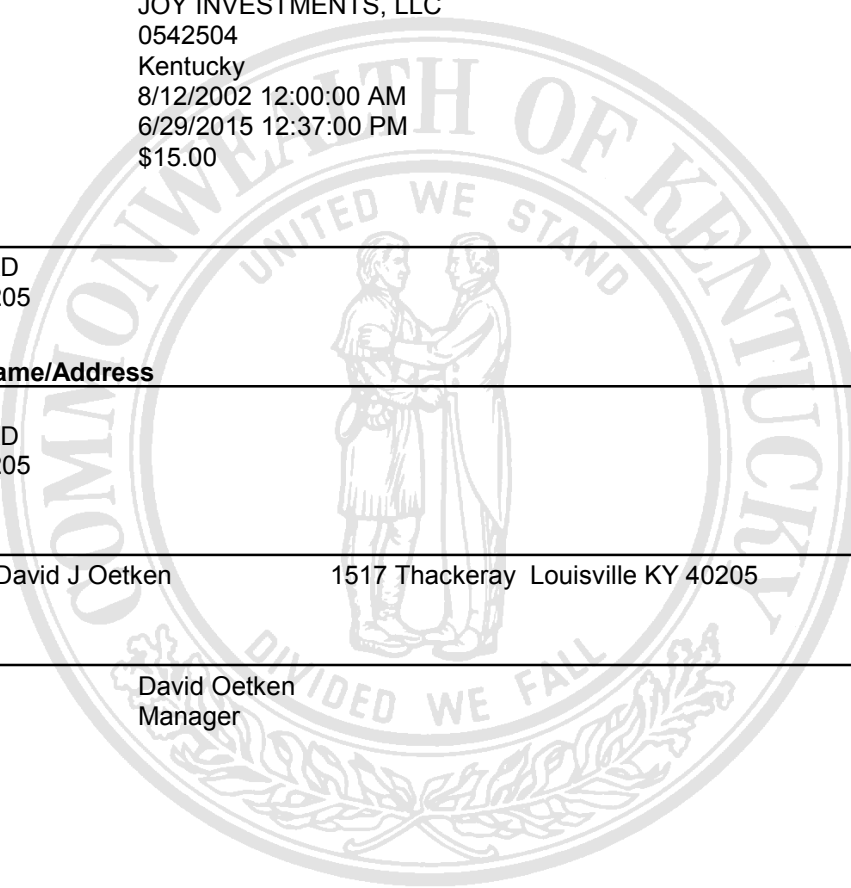 JOY INVESTMENTS, LLC
0542504
Kentucky
8/12/2002 12:00:00 AM
6/29/2015 12:37:00 PM
$15.00
COMMONWEALTH OF KENTUCKY
UNITED WE STAND
D
205
ame/Address
D
205
David J Oetken 1517 Thackeray Louisville KY 40205
David Oetken
Manager
DIVIDED WE FALL